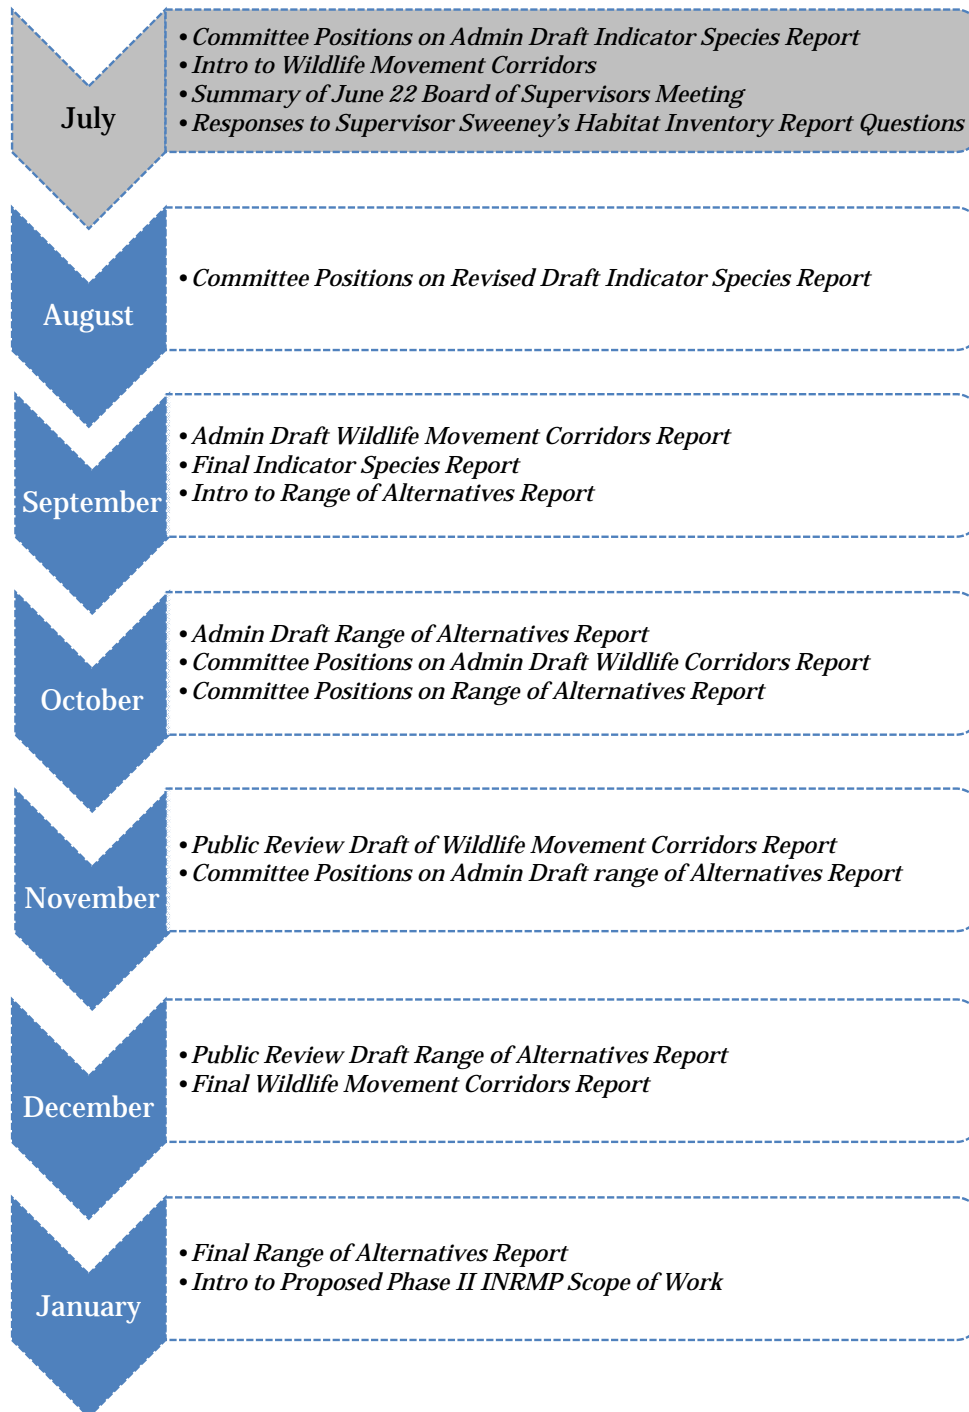 July
• Committee Positions on Admin Draft Indicator Species Report
• Intro to Wildlife Movement Corridors
• Summary of June 22 Board of Supervisors Meeting
• Responses to Supervisor Sweeney's Habitat Inventory Report Questions
August
• Committee Positions on Revised Draft Indicator Species Report
September
• Admin Draft Wildlife Movement Corridors Report
• Final Indicator Species Report
• Intro to Range of Alternatives Report
October
• Admin Draft Range of Alternatives Report
• Committee Positions on Admin Draft Wildlife Corridors Report
• Committee Positions on Range of Alternatives Report
November
• Public Review Draft of Wildlife Movement Corridors Report
• Committee Positions on Admin Draft range of Alternatives Report
December
• Public Review Draft Range of Alternatives Report
• Final Wildlife Movement Corridors Report
January
• Final Range of Alternatives Report
• Intro to Proposed Phase II INRMP Scope of Work